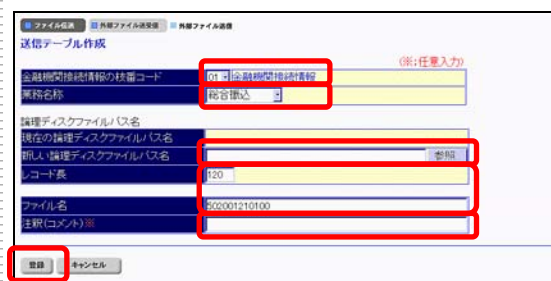 ファイル伝送 外部ファイル送受信 外部ファイル送信
送信テーブル作成
(※:任意入力)
金融機関接続情報の枝番コード 01 金融機関接続情報
業務名称 総合振込
論理ディスクファイルパス名
現在の論理ディスクファイルパス名
新しい論理ディスクファイルパス名 参照
レコード長 120
ファイル名 502001210100
注釈(コメント)※
登録 キャンセル